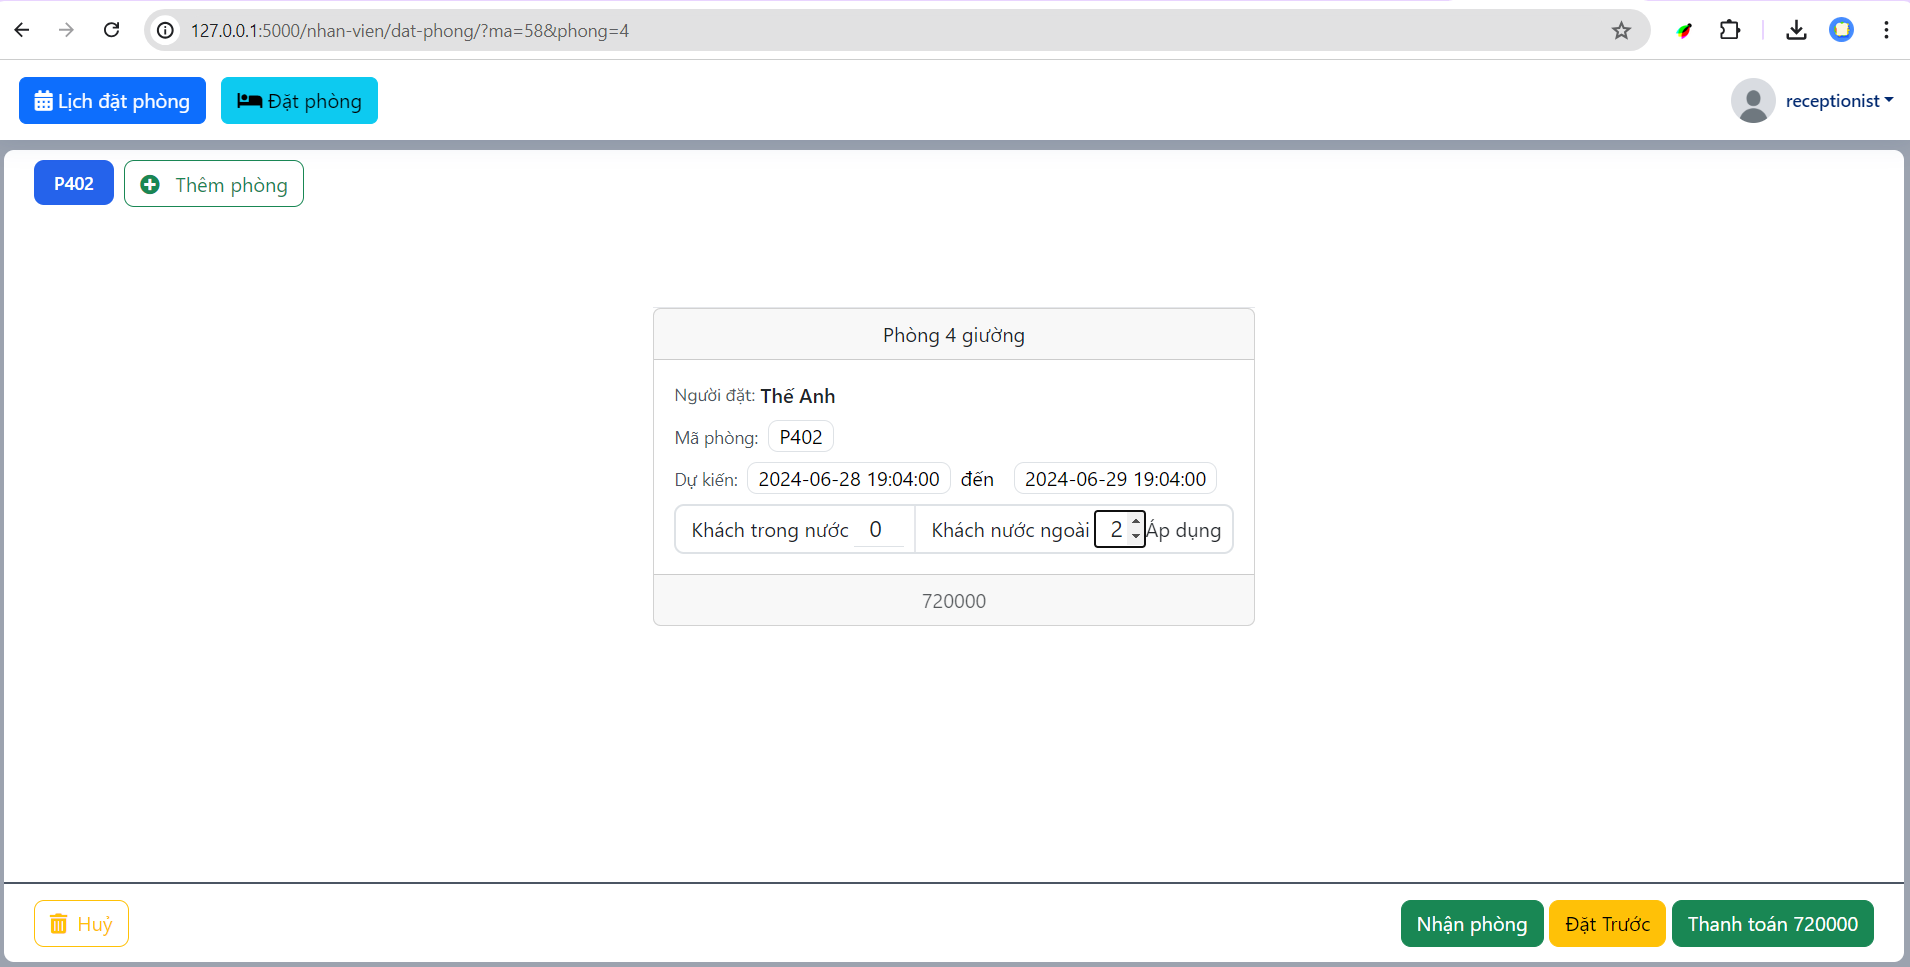 127.0.0.1:5000/nhan-vien/dat-phong/?ma=58&phong=4
Lịch đặt phòng Đặt phòng receptionist
P402 Thêm phòng
Phòng 4 giường
Người đặt: Thế Anh
Mã phòng: P402
Dự kiến: 2024-06-28 19:04:00 đến 2024-06-29 19:04:00
Khách trong nước 0 Khách nước ngoài 2 Áp dụng
720000
Huỷ Nhận phòng Đặt Trước Thanh toán 720000